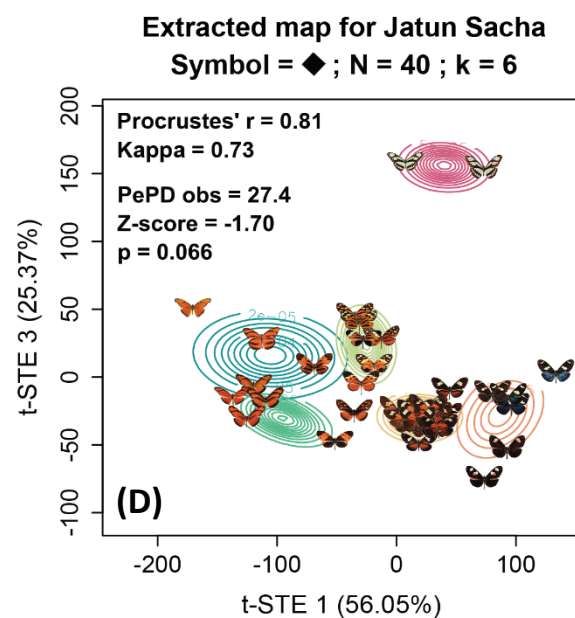 Extracted map for Jatun Sacha
Symbol = ◆ ; N = 40 ; k = 6
Procrustes' r = 0.81
Kappa = 0.73
PePD obs = 27.4
Z-score = -1.70
p = 0.066
200
150
100
50
0
-50
-100
t-STE 3 (25.37%)
2e-05
(D)
-200
-100
0
100
t-STE 1 (56.05%)